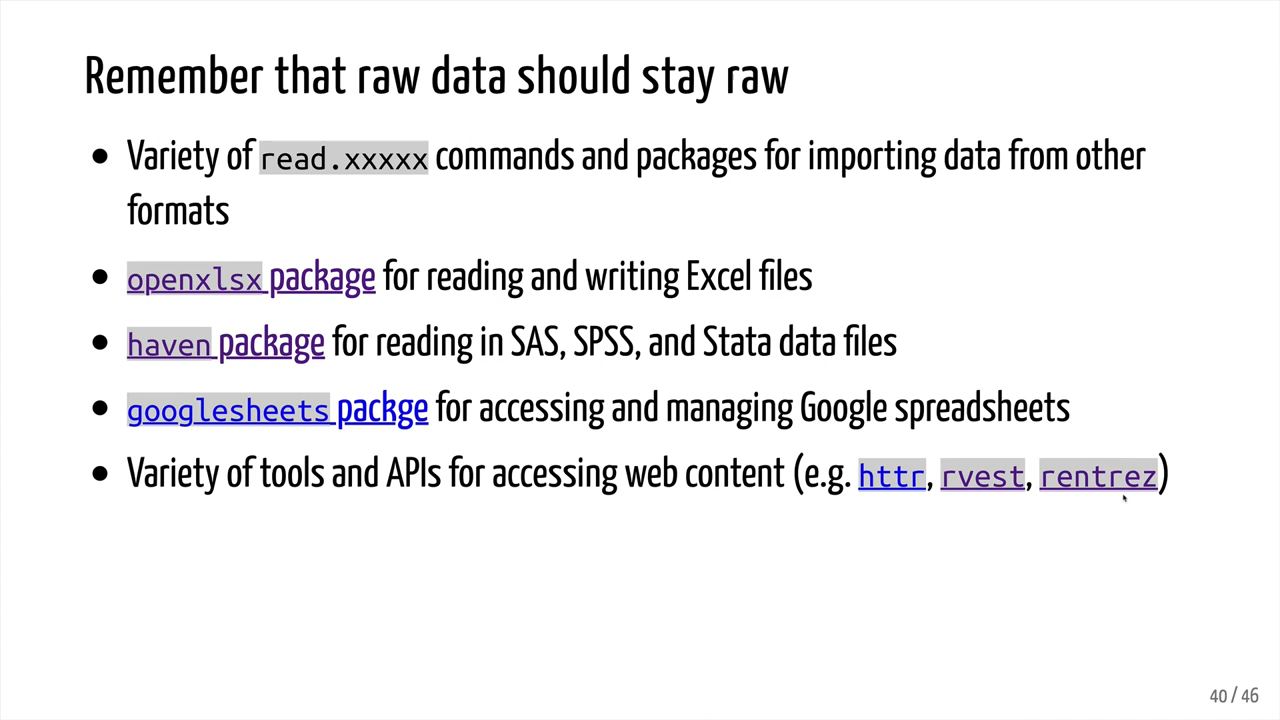 Remember that raw data should stay raw
• Variety of read.xxxxx commands and packages for importing data from other
formats
• openxlsx package for reading and writing Excel files
• haven package for reading in SAS, SPSS, and Stata data files
• googlesheets packge for accessing and managing Google spreadsheets
• Variety of tools and APIs for accessing web content (e.g. httr, rvest, rentrez)
40 / 46